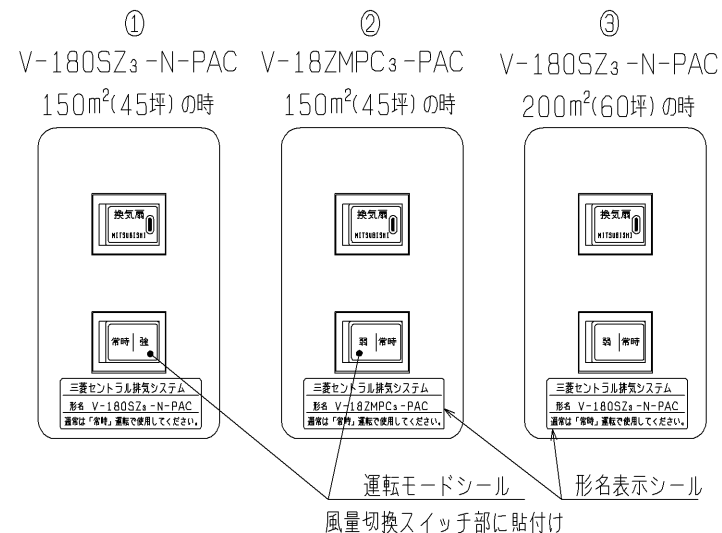 ①
V-180SZ₃-N-PAC
150m²(45坪)の時
換気扇
MITSUBISHI
常時 強
三菱セントラル排気システム
形名 V-180SZ₃-N-PAC
通常は「常時」運転で使用してください。
②
V-18ZMPC₃-PAC
150m²(45坪)の時
換気扇
MITSUBISHI
弱 常時
三菱セントラル排気システム
形名 V-18ZMPC₃-PAC
通常は「常時」運転で使用してください。
③
V-180SZ₃-N-PAC
200m²(60坪)の時
換気扇
MITSUBISHI
弱 常時
三菱セントラル排気システム
形名 V-180SZ₃-N-PAC
通常は「常時」運転で使用してください。
運転モードシール
風量切換スイッチ部に貼付け
形名表示シール